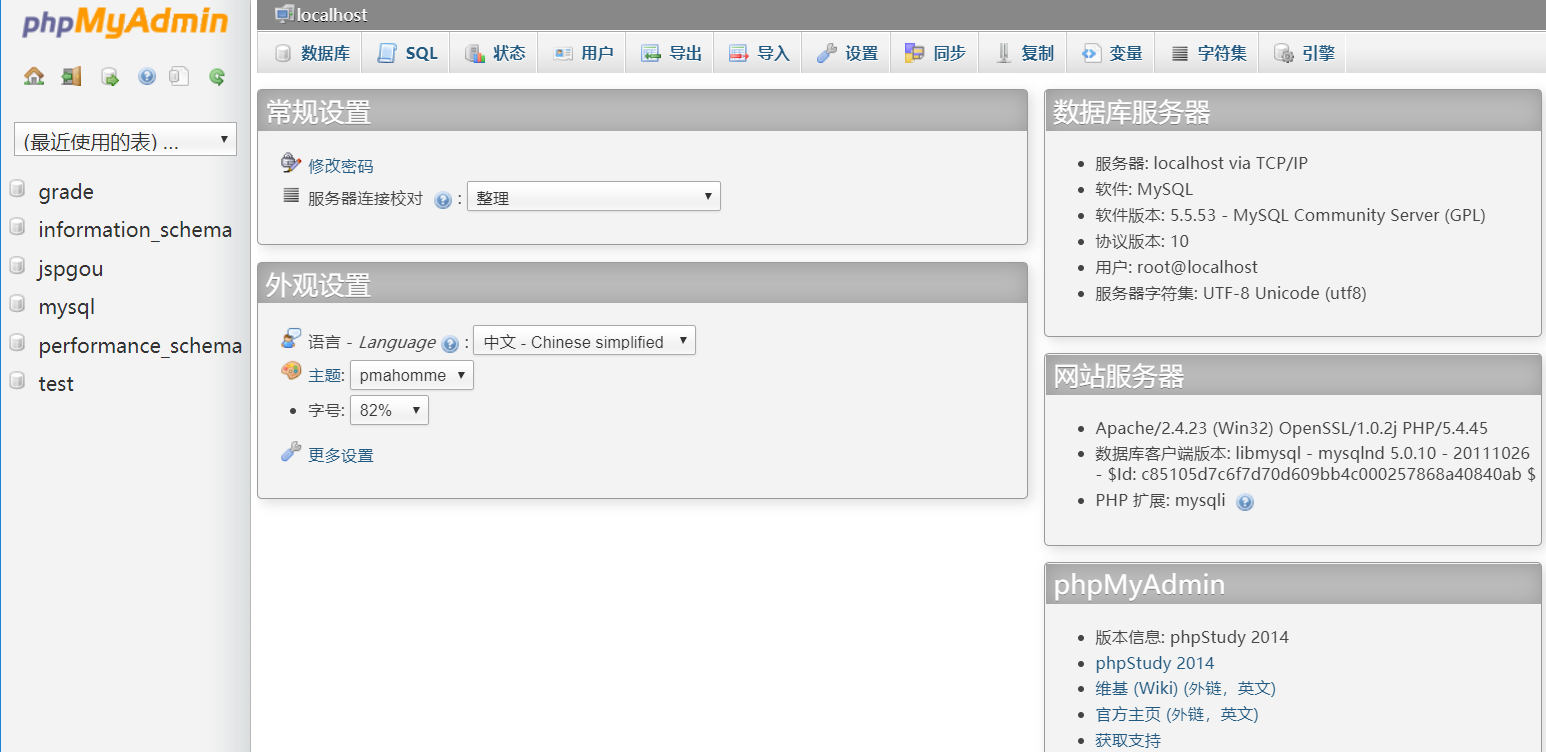 phpMyAdmin
(最近使用的表) ...
grade
information_schema
jspgou
mysql
performance_schema
test
localhost
数据库 SQL 状态 用户 导出 导入 设置 同步 复制 变量 字符集 引擎
常规设置
修改密码
服务器连接校对 : 整理
外观设置
语言 - Language : 中文 - Chinese simplified
主题: pmahomme
字号: 82%
更多设置
数据库服务器
服务器: localhost via TCP/IP
软件: MySQL
软件版本: 5.5.53 - MySQL Community Server (GPL)
协议版本: 10
用户: root@localhost
服务器字符集: UTF-8 Unicode (utf8)
网站服务器
Apache/2.4.23 (Win32) OpenSSL/1.0.2j PHP/5.4.45
数据库客户端版本: libmysql - mysqlnd 5.0.10 - 20111026
- $Id: c85105d7c6f7d70d609bb4c000257868a40840ab $
PHP 扩展: mysqli
phpMyAdmin
版本信息: phpStudy 2014
phpStudy 2014
维基 (Wiki) (外链，英文)
官方主页 (外链，英文)
获取支持